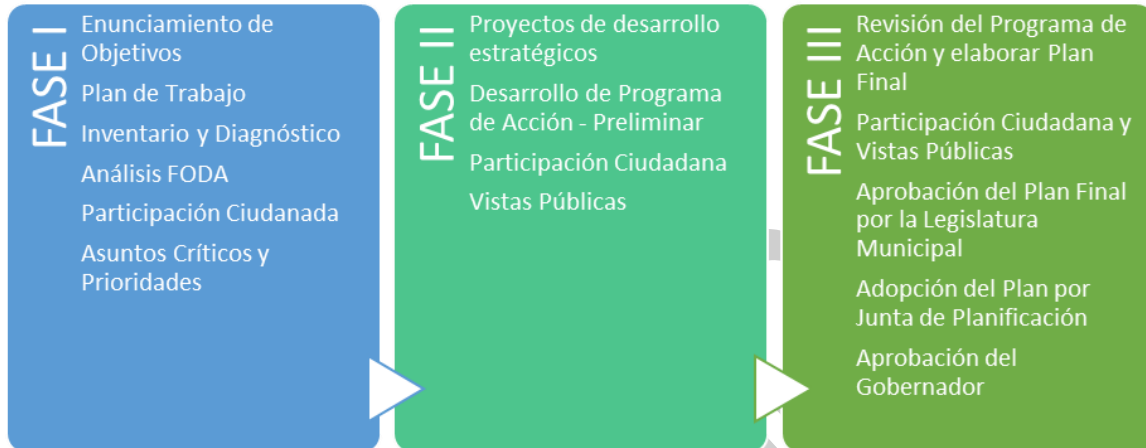 FASE I
Enunciamiento de
Objetivos
Plan de Trabajo
Inventario y Diagnóstico
Análisis FODA
Participación Ciudanada
Asuntos Críticos y
Prioridades
FASE II
Proyectos de desarrollo
estratégicos
Desarrollo de Programa
de Acción - Preliminar
Participación Ciudadana
Vistas Públicas
FASE III
Revisión del Programa de
Acción y elaborar Plan
Final
Participación Ciudadana y
Vistas Públicas
Aprobación del Plan Final
por la Legislatura
Municipal
Adopción del Plan por
Junta de Planificación
Aprobación del
Gobernador